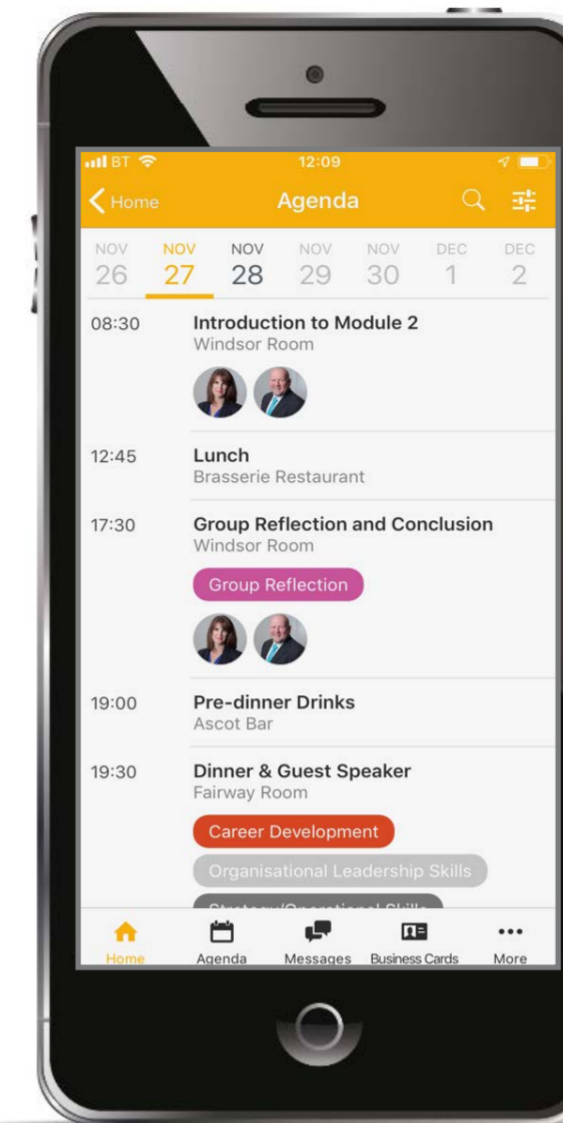 BT 12:09
Home Agenda
NOV NOV NOV NOV NOV DEC DEC
26 27 28 29 30 1 2
08:30 Introduction to Module 2
Windsor Room
12:45 Lunch
Brasserie Restaurant
17:30 Group Reflection and Conclusion
Windsor Room
Group Reflection
19:00 Pre-dinner Drinks
Ascot Bar
19:30 Dinner & Guest Speaker
Fairway Room
Career Development
Organisational Leadership Skills
Strategy/Operational Skills
Home Agenda Messages Business Cards More